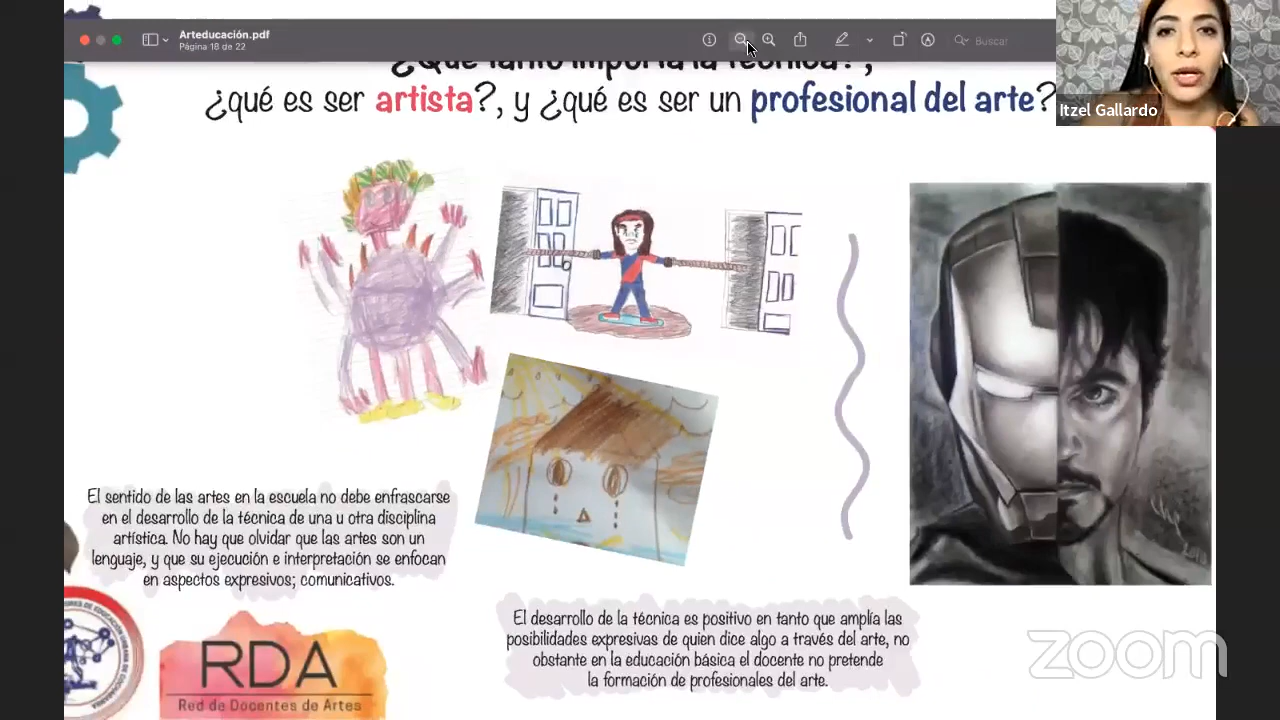 Arteducación.pdf
Página 18 de 22
Buscar
Itzel Gallardo
¿Qué tanto importa la técnica?,
¿qué es ser artista?, y ¿qué es ser un profesional del arte?
El sentido de las artes en la escuela no debe enfrascarse
en el desarrollo de la técnica de una u otra disciplina
artística. No hay que olvidar que las artes son un
lenguaje, y que su ejecución e interpretación se enfocan
en aspectos expresivos; comunicativos.
El desarrollo de la técnica es positivo en tanto que amplía las
posibilidades expresivas de quien dice algo a través del arte, no
obstante en la educación básica el docente no pretende
la formación de profesionales del arte.
RDA
Red de Docentes de Artes
zoom